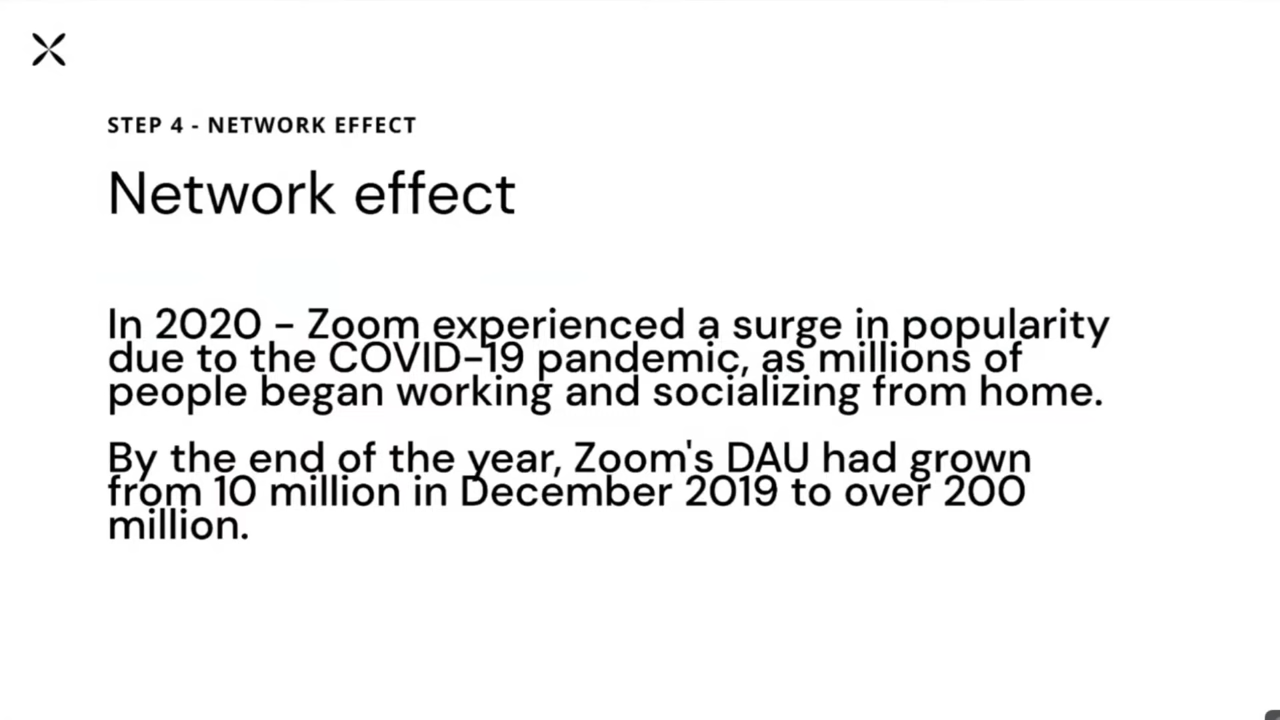 STEP 4 - NETWORK EFFECT
Network effect
In 2020 - Zoom experienced a surge in popularity
due to the COVID-19 pandemic, as millions of
people began working and socializing from home.
By the end of the year, Zoom's DAU had grown
from 10 million in December 2019 to over 200
million.